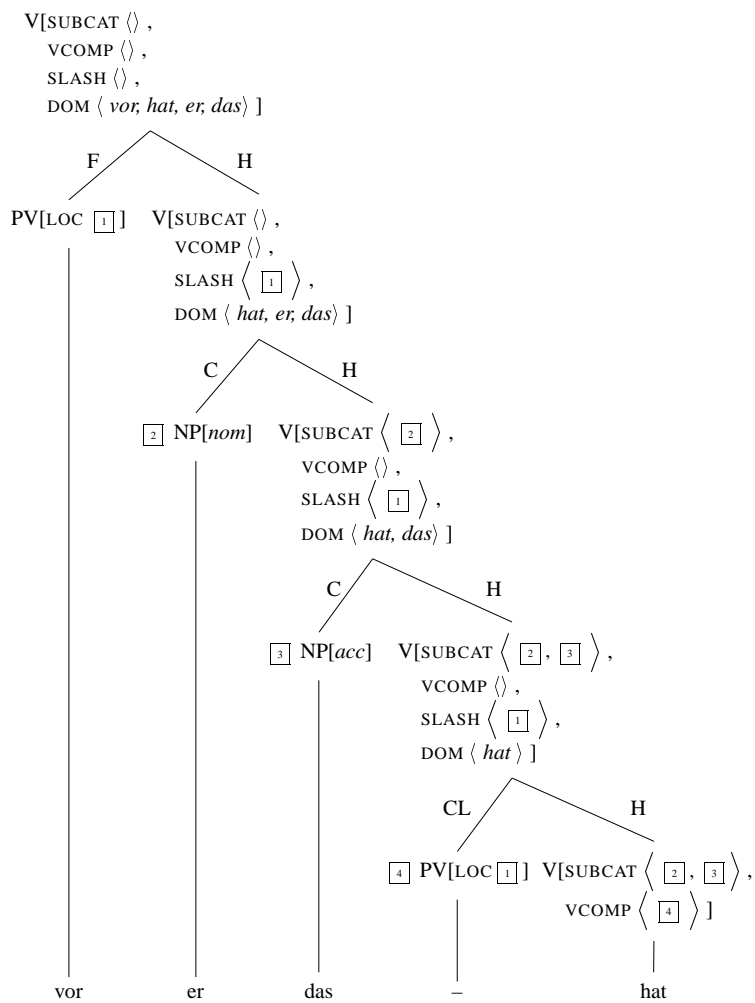 V[SUBCAT ⟨⟩ ,
VCOMP ⟨⟩ ,
SLASH ⟨⟩ ,
DOM ⟨ vor, hat, er, das⟩ ]
F H
PV[LOC 1 ] V[SUBCAT ⟨⟩ ,
VCOMP ⟨⟩ ,
SLASH ⟨ 1 ⟩ ,
DOM ⟨ hat, er, das⟩ ]
C H
2 NP[nom] V[SUBCAT ⟨ 2 ⟩ ,
VCOMP ⟨⟩ ,
SLASH ⟨ 1 ⟩ ,
DOM ⟨ hat, das⟩ ]
C H
3 NP[acc] V[SUBCAT ⟨ 2 , 3 ⟩ ,
VCOMP ⟨⟩ ,
SLASH ⟨ 1 ⟩ ,
DOM ⟨ hat ⟩ ]
CL H
4 PV[LOC 1 ] V[SUBCAT ⟨ 2 , 3 ⟩ ,
VCOMP ⟨ 4 ⟩ ]
vor er das – hat